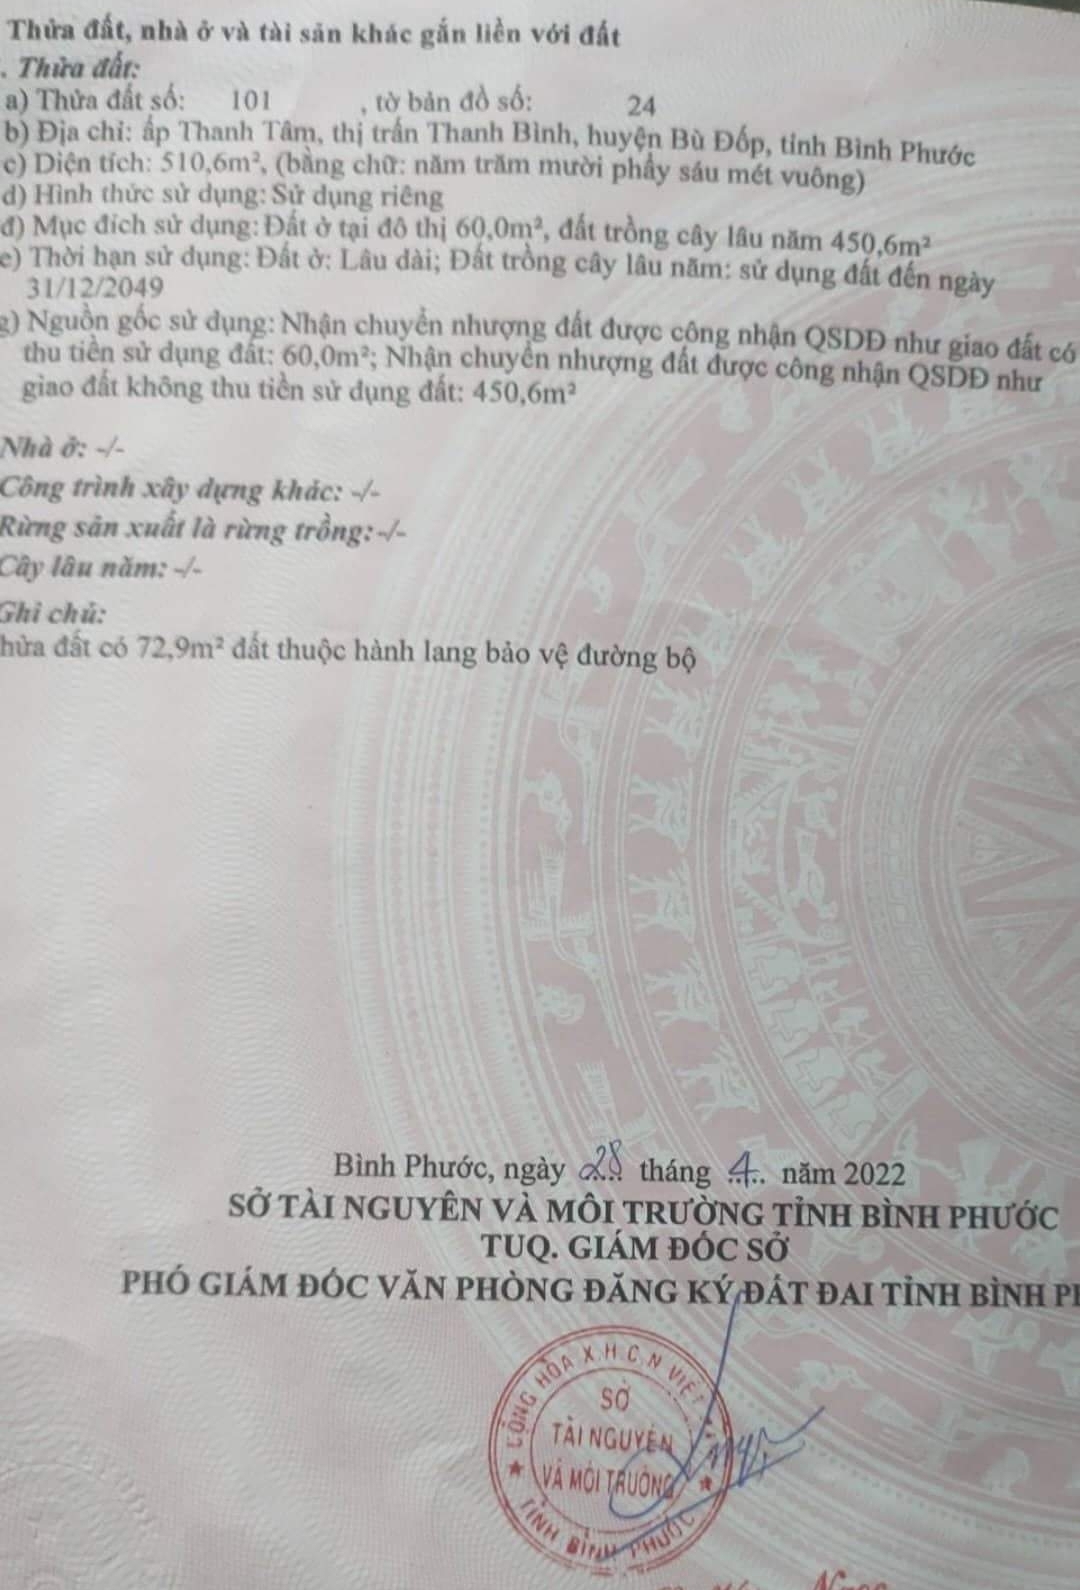 Thửa đất, nhà ở và tài sản khác gắn liền với đất
. Thửa đất:
a) Thửa đất số: 101 , tờ bản đồ số: 24
b) Địa chỉ: ấp Thanh Tâm, thị trấn Thanh Bình, huyện Bù Đốp, tỉnh Bình Phước
c) Diện tích: 510,6m², (bằng chữ: năm trăm mười phẩy sáu mét vuông)
d) Hình thức sử dụng: Sử dụng riêng
đ) Mục đích sử dụng: Đất ở tại đô thị 60,0m², đất trồng cây lâu năm 450,6m²
e) Thời hạn sử dụng: Đất ở: Lâu dài; Đất trồng cây lâu năm: sử dụng đất đến ngày
31/12/2049
g) Nguồn gốc sử dụng: Nhận chuyển nhượng đất được công nhận QSDĐ như giao đất có
thu tiền sử dụng đất: 60,0m²; Nhận chuyển nhượng đất được công nhận QSDĐ như
giao đất không thu tiền sử dụng đất: 450,6m²
Nhà ở: -/-
Công trình xây dựng khác: -/-
Rừng sản xuất là rừng trồng: -/-
Cây lâu năm: -/-
Ghi chú:
hửa đất có 72,9m² đất thuộc hành lang bảo vệ đường bộ
Bình Phước, ngày 28 tháng 4 năm 2022
SỞ TÀI NGUYÊN VÀ MÔI TRƯỜNG TỈNH BÌNH PHƯỚC
TUQ. GIÁM ĐÓC SỞ
PHÓ GIÁM ĐÓC VĂN PHÒNG ĐĂNG KÝ ĐẤT ĐAI TỈNH BÌNH PH
CỘNG HÒA X.H.C.N VIỆT
SỞ
TÀI NGUYÊN
VÀ MÔI TRƯỜNG
TỈNH BÌNH PHƯỚC